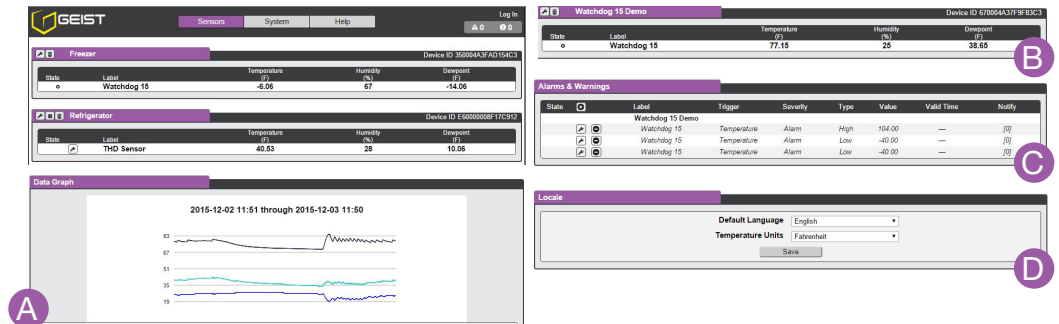 GEIST
Sensors System Help
Log In
0 0
Freezer Device ID 350004A3FAD154C3
State Label Temperature (F) Humidity (%) Dewpoint (F)
Watchdog 15 -6.06 67 -14.06
Refrigerator Device ID E60000008F17C912
State Label Temperature (F) Humidity (%) Dewpoint (F)
THD Sensor 40.53 28 10.06
Data Graph
2015-12-02 11:51 through 2015-12-03 11:50
83
67
51
35
19
A
Watchdog 15 Demo Device ID 670004A37F9F83C3
State Label Temperature (F) Humidity (%) Dewpoint (F)
Watchdog 15 77.15 25 38.65
B
Alarms & Warnings
State Label Trigger Severity Type Value Valid Time Notify
Watchdog 15 Demo
Watchdog 15 Temperature Alarm High 104.00 — [0]
Watchdog 15 Temperature Alarm Low -40.00 — [0]
Watchdog 15 Temperature Alarm Low -40.00 — [0]
C
Locale
Default Language English
Temperature Units Fahrenheit
Save
D